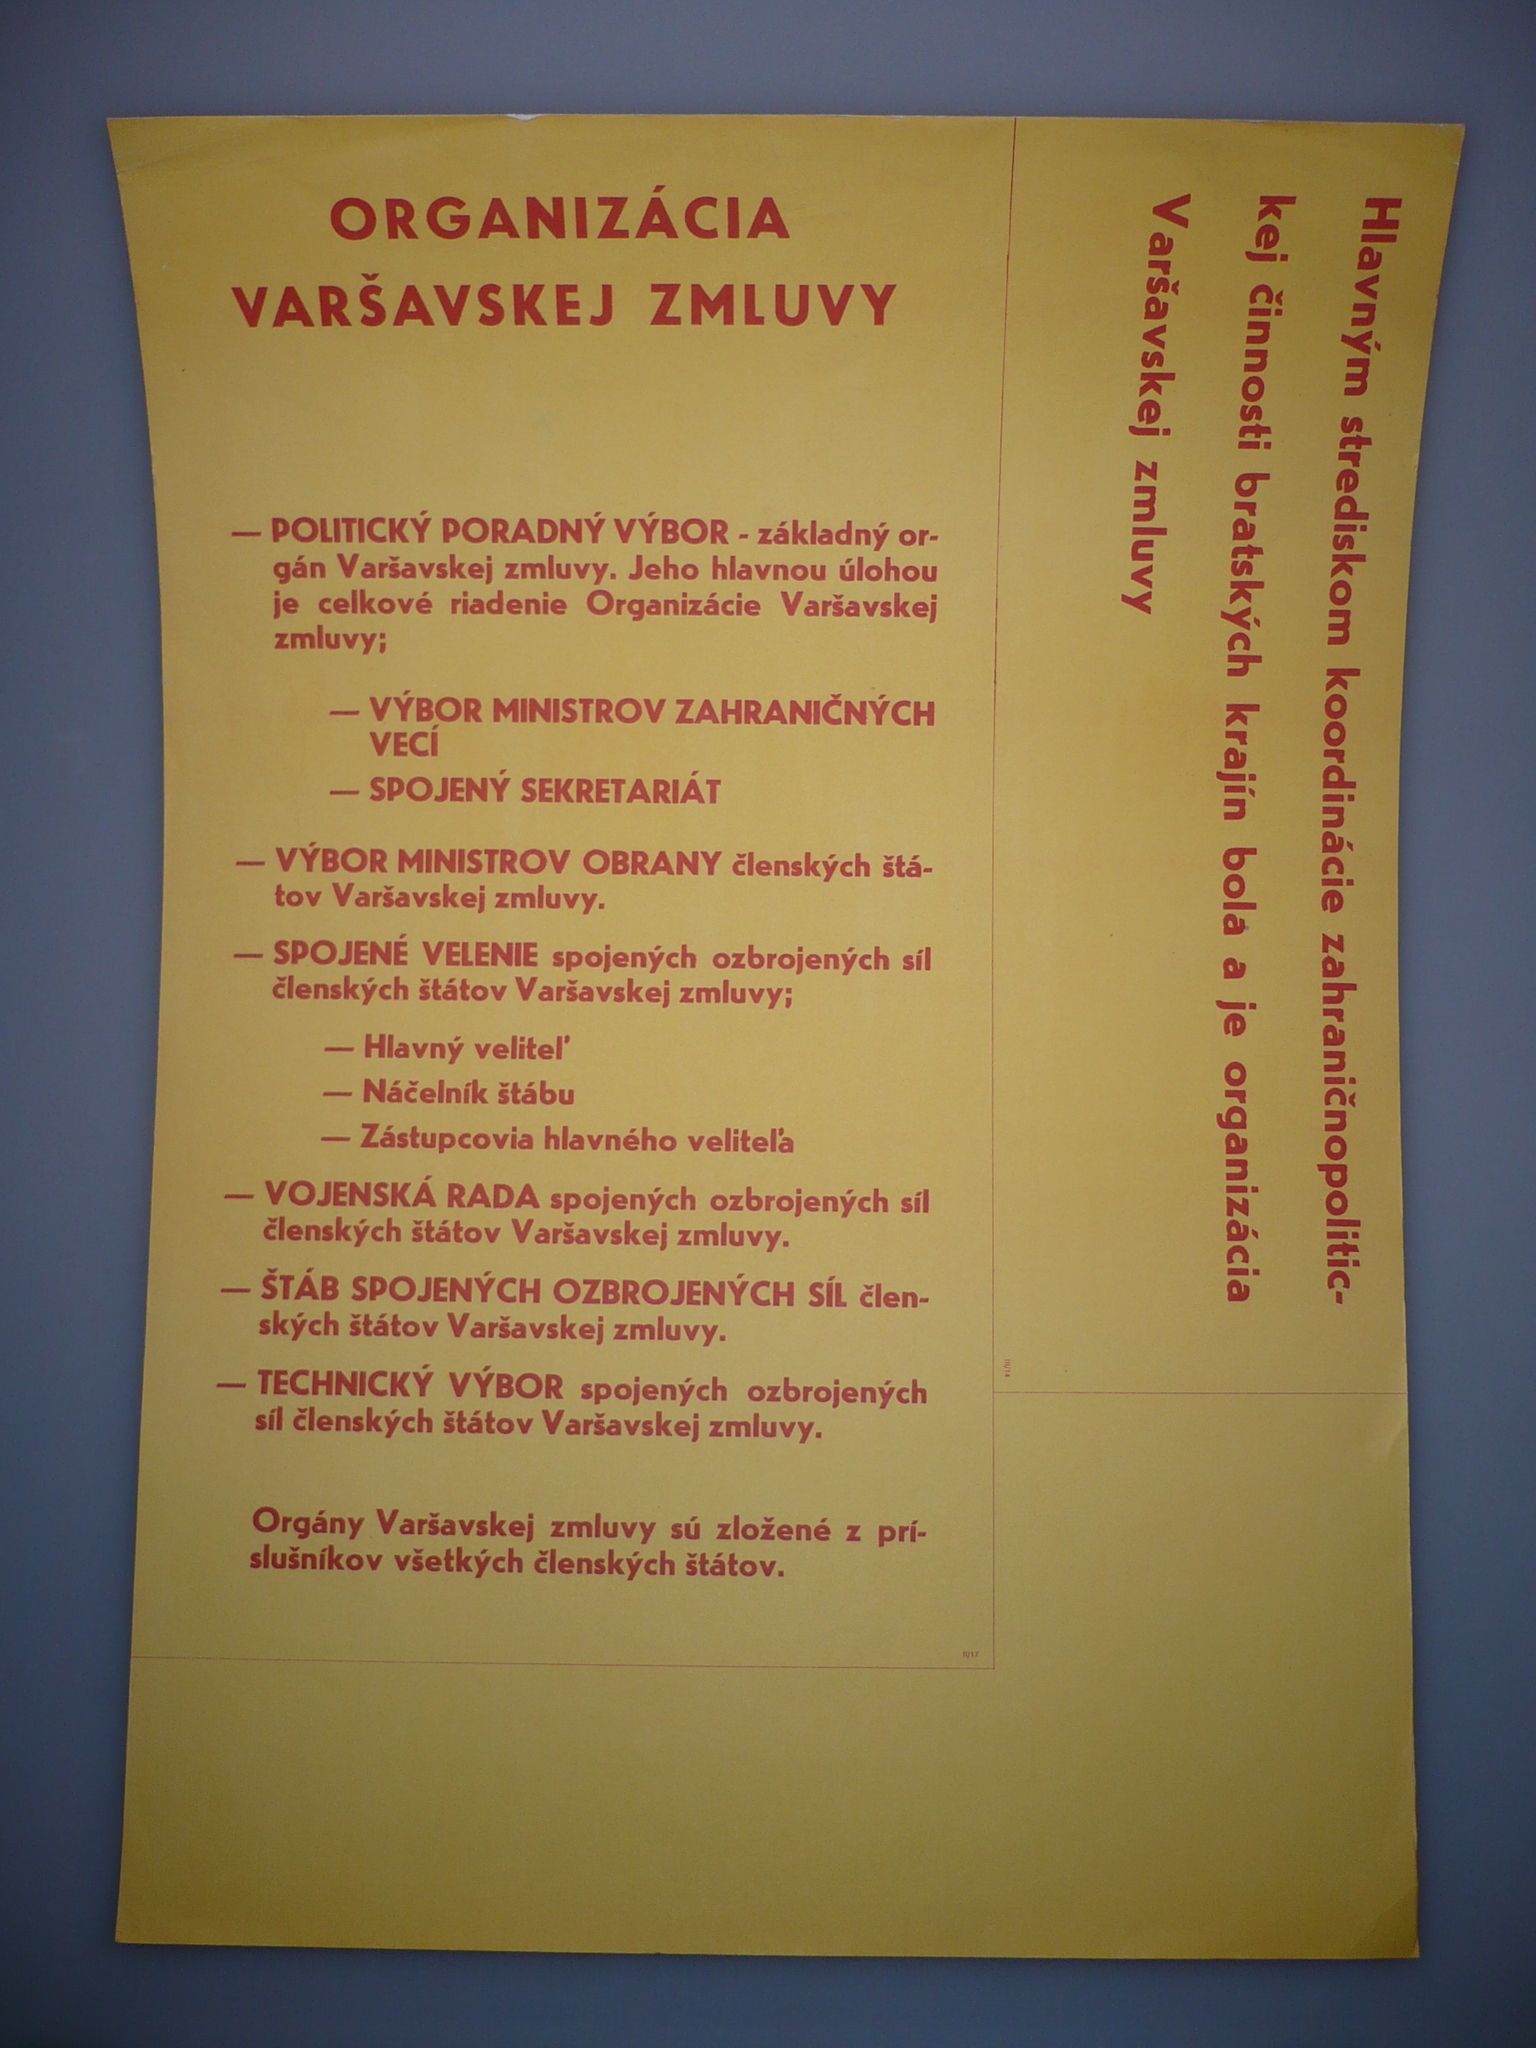 ORGANIZÁCIA
VARŠAVSKEJ ZMLUVY
— POLITICKÝ PORADNÝ VÝBOR - základný or-
gán Varšavskej zmluvy. Jeho hlavnou úlohou
je celkové riadenie Organizácie Varšavskej
zmluvy;
— VÝBOR MINISTROV ZAHRANIČNÝCH
VECÍ
— SPOJENÝ SEKRETARIÁT
— VÝBOR MINISTROV OBRANY členských štá-
tov Varšavskej zmluvy.
— SPOJENÉ VELENIE spojených ozbrojených síl
členských štátov Varšavskej zmluvy;
— Hlavný veliteľ
— Náčelník štábu
— Zástupcovia hlavného veliteľa
— VOJENSKÁ RADA spojených ozbrojených síl
členských štátov Varšavskej zmluvy.
— ŠTÁB SPOJENÝCH OZBROJENÝCH SÍL člen-
ských štátov Varšavskej zmluvy.
— TECHNICKÝ VÝBOR spojených ozbrojených
síl členských štátov Varšavskej zmluvy.
Orgány Varšavskej zmluvy sú zložené z prí-
slušníkov všetkých členských štátov.
II/17
Hlavným strediskom koordinácie zahraničnopolitic-
kej činnosti bratských krajín bola a je organizácia
Varšavskej zmluvy